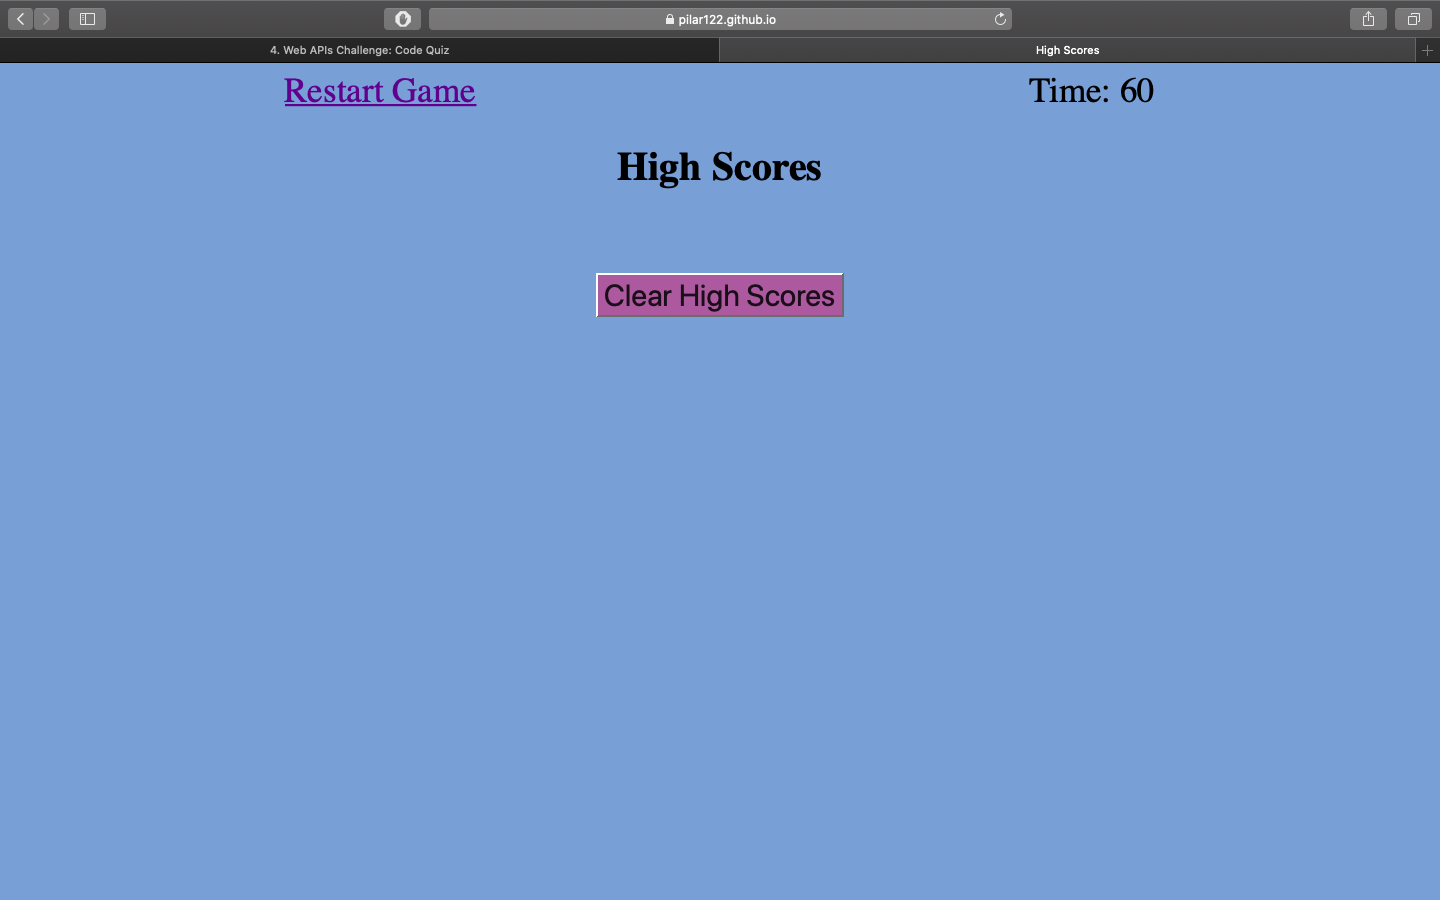 pilar122.github.io
4. Web APIs Challenge: Code Quiz
High Scores
Restart Game
Time: 60
High Scores
Clear High Scores